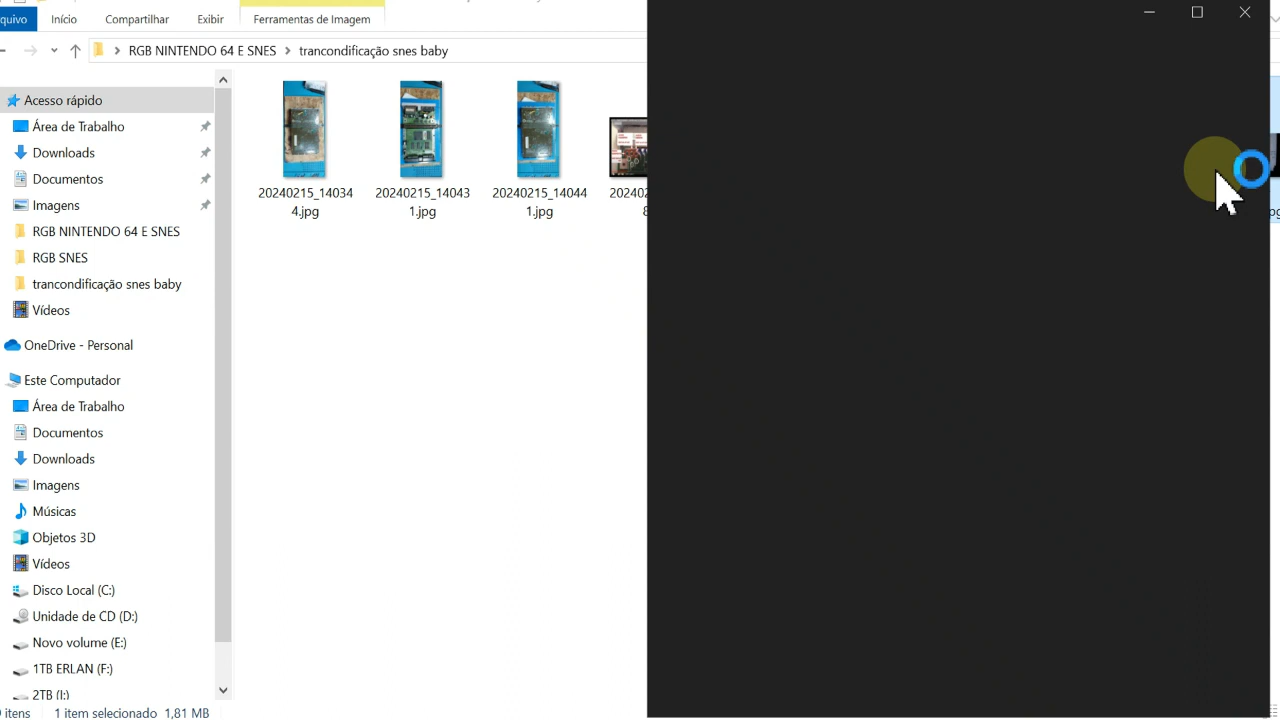 quivo Início Compartilhar Exibir Ferramentas de Imagem
RGB NINTENDO 64 E SNES trancondificação snes baby
Acesso rápido
Área de Trabalho
Downloads
Documentos
Imagens
RGB NINTENDO 64 E SNES
RGB SNES
trancondificação snes baby
Vídeos
OneDrive - Personal
Este Computador
Área de Trabalho
Documentos
Downloads
Imagens
Músicas
Objetos 3D
Vídeos
Disco Local (C:)
Unidade de CD (D:)
Novo volume (E:)
1TB ERLAN (F:)
2TB (I:)
20240215_14034
4.jpg
20240215_14043
1.jpg
20240215_14044
1.jpg
202402
8
itens 1 item selecionado 1,81 MB